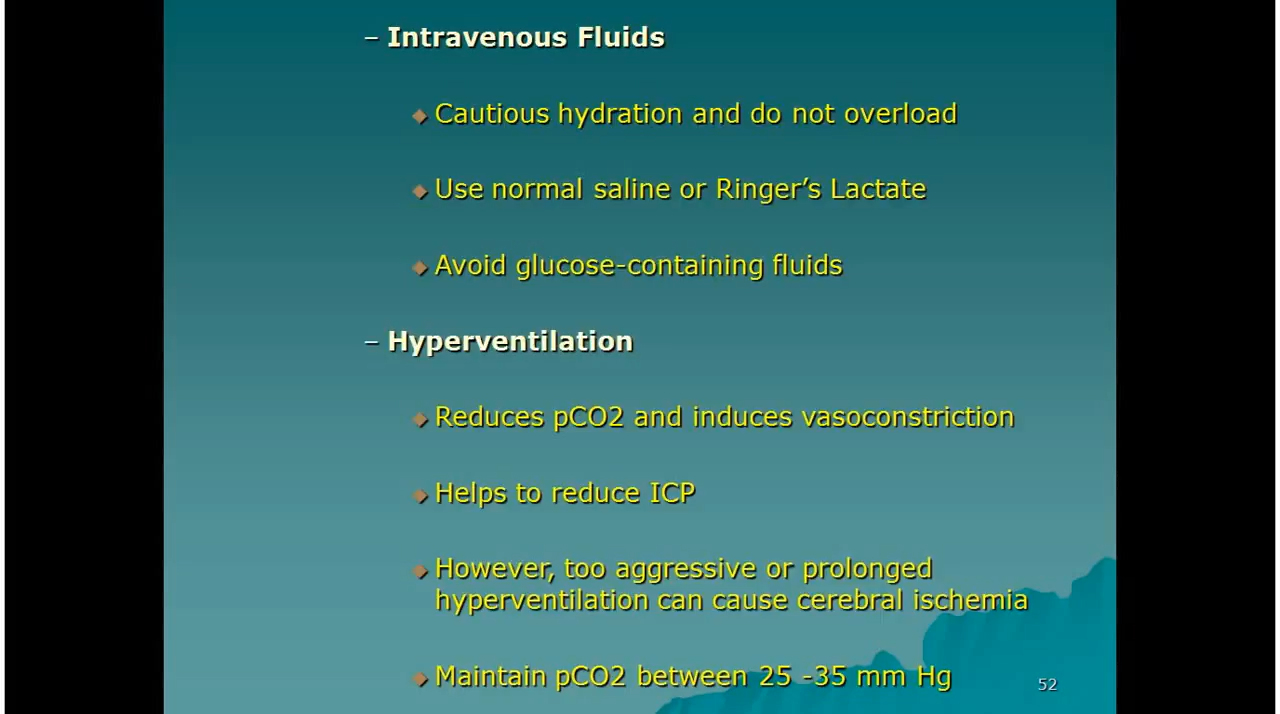 – Intravenous Fluids
Cautious hydration and do not overload
Use normal saline or Ringer’s Lactate
Avoid glucose-containing fluids
– Hyperventilation
Reduces pCO2 and induces vasoconstriction
Helps to reduce ICP
However, too aggressive or prolonged
hyperventilation can cause cerebral ischemia
Maintain pCO2 between 25 -35 mm Hg
52